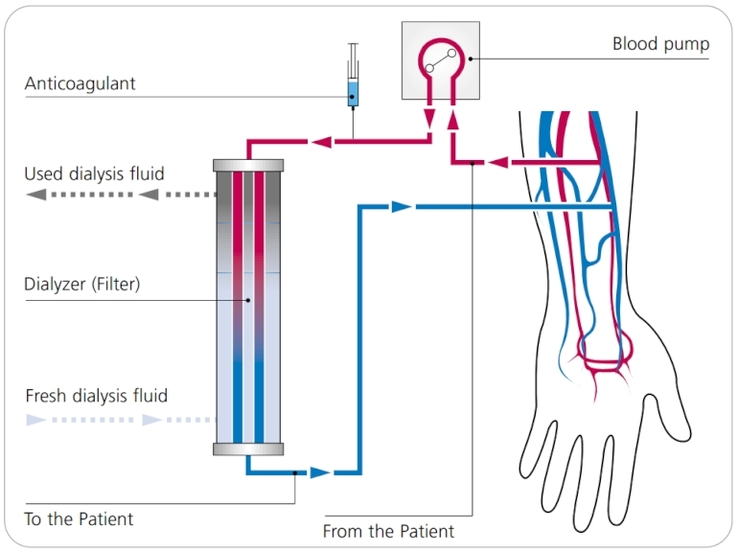 Blood pump
Anticoagulant
Used dialysis fluid
Dialyzer (Filter)
Fresh dialysis fluid
To the Patient
From the Patient